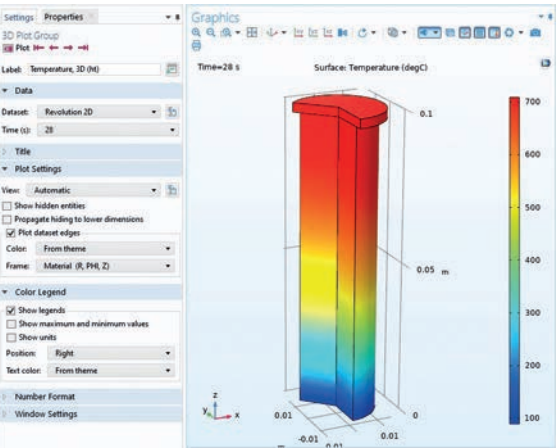 Settings Properties
3D Plot Group
Plot
Label: Temperature, 3D (ht)
Data
Dataset: Revolution 2D
Time (s): 28
Title
Plot Settings
View: Automatic
Show hidden entities
Propagate hiding to lower dimensions
Plot dataset edges
Color: From theme
Frame: Material (R, PHI, Z)
Color Legend
Show legends
Show maximum and minimum values
Show units
Position: Right
Text color: From theme
Number Format
Window Settings
Graphics
Time=28 s Surface: Temperature (degC)
0.1
0.05 m
0
0.01
-0.01
0.01
0.01
z
y
x
700
600
500
400
300
200
100